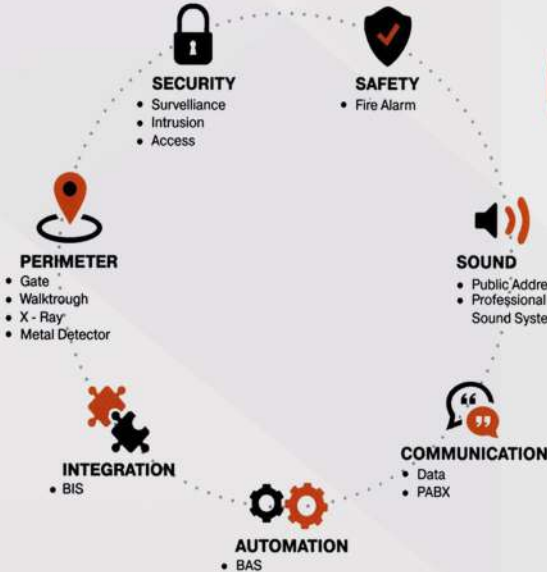 SECURITY
• Survelliance
• Intrusion
• Access
SAFETY
• Fire Alarm
SOUND
• Public Addre
• Professional
Sound Syste
COMMUNICATION
• Data
• PABX
AUTOMATION
• BAS
INTEGRATION
• BIS
PERIMETER
• Gate
• Walktrough
• X - Ray
• Metal Detector